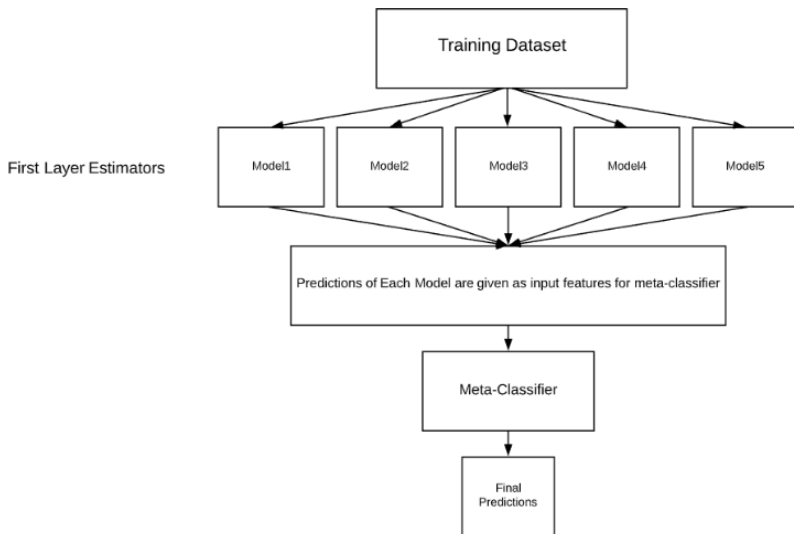 Training Dataset
First Layer Estimators
Model1
Model2
Model3
Model4
Model5
Predictions of Each Model are given as input features for meta-classifier
Meta-Classifier
Final
Predictions